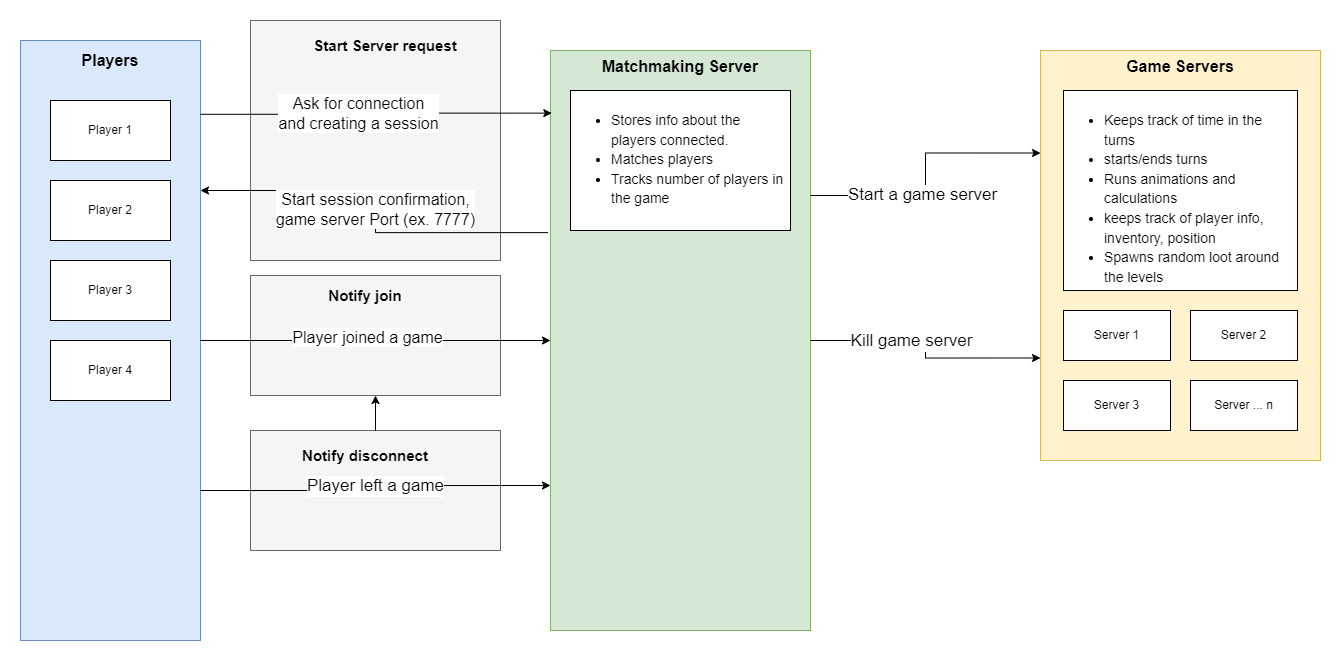 Players
Player 1
Player 2
Player 3
Player 4
Start Server request
Ask for connection
and creating a session
Start session confirmation,
game server Port (ex. 7777)
Notify join
Player joined a game
Notify disconnect
Player left a game
Matchmaking Server
• Stores info about the
players connected.
• Matches players
• Tracks number of players in
the game
Start a game server
Kill game server
Game Servers
• Keeps track of time in the
turns
• starts/ends turns
• Runs animations and
calculations
• keeps track of player info,
inventory, position
• Spawns random loot around
the levels
Server 1
Server 2
Server 3
Server ... n